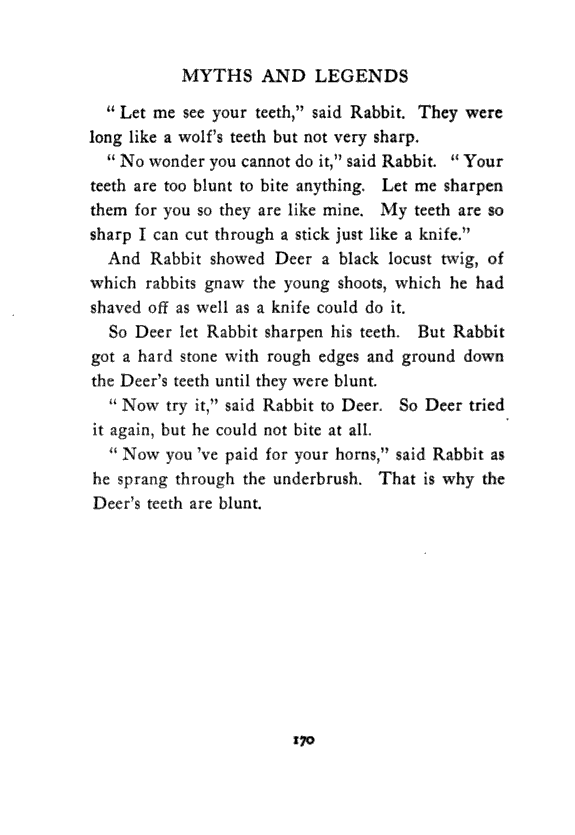 MYTHS AND LEGENDS
“ Let me see your teeth,” said Rabbit. They were
long like a wolf’s teeth but not very sharp.
“ No wonder you cannot do it,” said Rabbit. “ Your
teeth are too blunt to bite anything. Let me sharpen
them for you so they are like mine. My teeth are so
sharp I can cut through a stick just like a knife.”
And Rabbit showed Deer a black locust twig, of
which rabbits gnaw the young shoots, which he had
shaved off as well as a knife could do it.
So Deer let Rabbit sharpen his teeth. But Rabbit
got a hard stone with rough edges and ground down
the Deer’s teeth until they were blunt.
“ Now try it,” said Rabbit to Deer. So Deer tried
it again, but he could not bite at all.
“ Now you ’ve paid for your horns,” said Rabbit as
he sprang through the underbrush. That is why the
Deer’s teeth are blunt.
170